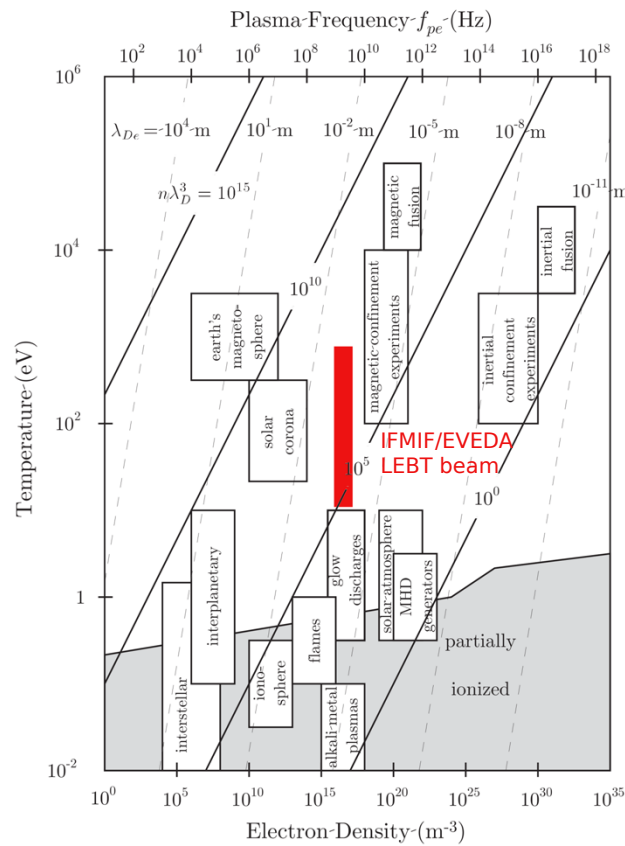 Plasma-Frequency-f_pe-(Hz)
10^2 10^4 10^6 10^8 10^10 10^12 10^14 10^16 10^18
10^6
λ_De = 10^4 m 10^1 m 10^-2 m 10^-5 m 10^-8 m
nλ_D^3 = 10^15
10^-11 m
magnetic
fusion
inertial
fusion
10^4
10^10
earth's
magneto-
sphere
magnetic-confinement
experiments
inertial
confinement
experiments
solar
corona
10^2
IFMIF/EVEDA
LEBT beam
10^5
10^0
Temperature-(eV)
interplanetary
glow
discharges
solar-atmosphere
MHD
generators
1
flames
partially
ionized
interstellar
iono-
sphere
alkali-metal
plasmas
10^-2
10^0 10^5 10^10 10^15 10^20 10^25 10^30 10^35
Electron-Density-(m^-3)